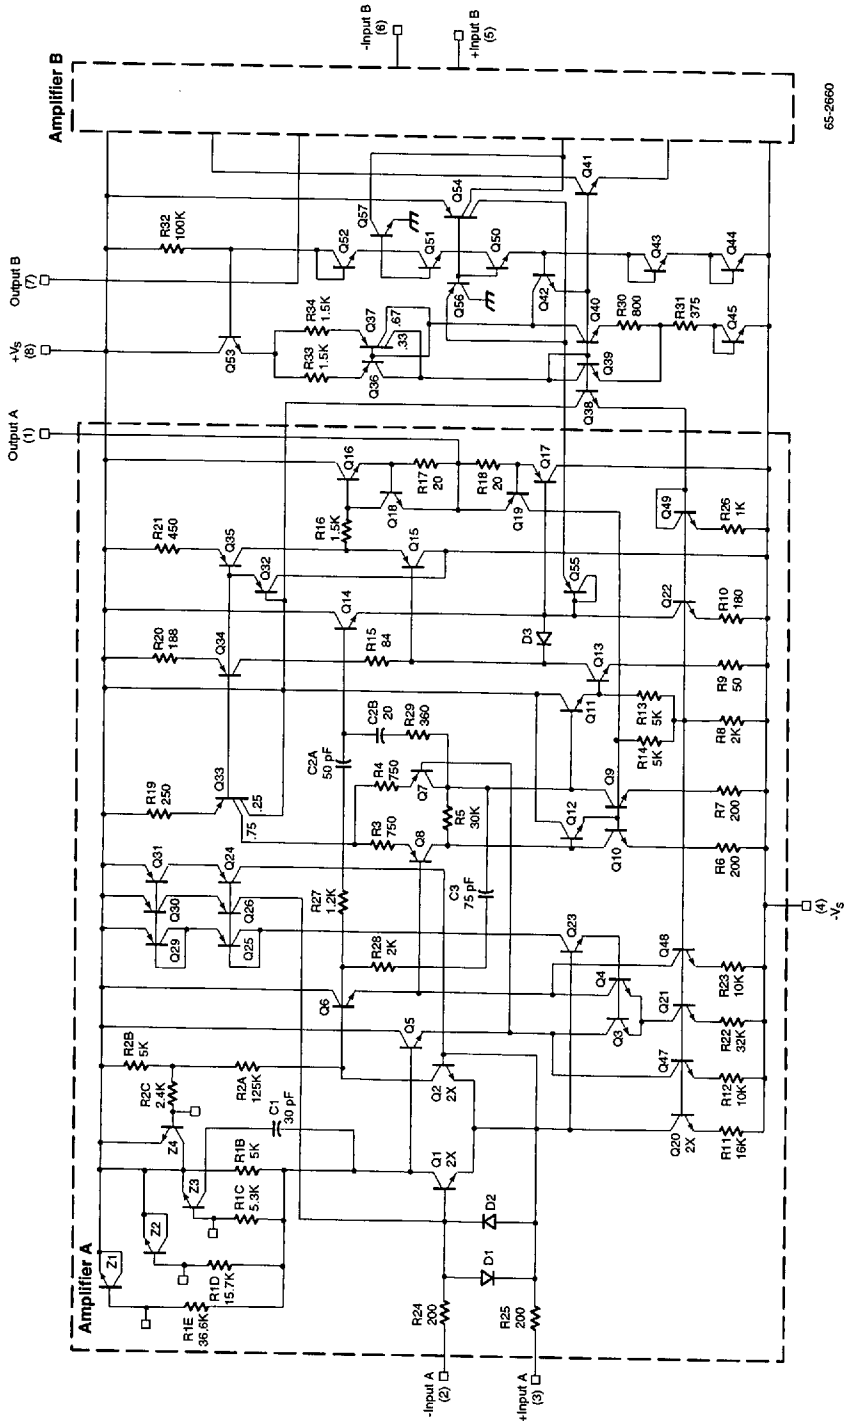 -Input B
(6)
+Input B
(5)
Amplifier B
65-2660
Output B
(7)
+Vs
(8)
Output A
(1)
R32
100K
Q57
Q54
Q41
Q52
Q51
Q50
Q56
Q42
Q43
Q44
Q53
R34
1.5K
R33
1.5K
Q37
.67
.33
Q36
Q40
Q39
Q38
R30
800
R31
375
Q45
Q16
R17
20
R18
20
Q17
Q18
Q19
Q49
R26
1K
R21
450
Q35
Q32
R16
1.5K
Q15
Q55
Q14
Q22
R10
180
R20
188
Q34
R15
84
D3
Q13
R9
50
Q11
R13
5K
R14
5K
R8
2K
C2B
20
R29
360
C2A
50 pF
R19
250
Q33
.25
.75
R4
750
Q7
R3
750
R5
30K
Q8
Q12
Q9
Q10
R7
200
R6
200
Q31
Q30
Q29
Q24
Q26
Q25
R27
1.2K
C3
75 pF
R28
2K
Q23
Q6
Q4
Q3
Q5
Q48
Q21
Q47
Q20
2X
R23
10K
R22
32K
R12
10K
R11
16K
(4)
-Vs
R2B
5K
R2C
2.4K
R2A
125K
Z4
C1
30 pF
Q2
2X
Q1
2X
R1B
5K
Z3
R1C
5.3K
Z2
R1D
15.7K
Z1
R1E
36.6K
Amplifier A
D2
D1
R24
200
R25
200
-Input A
(2)
+Input A
(3)